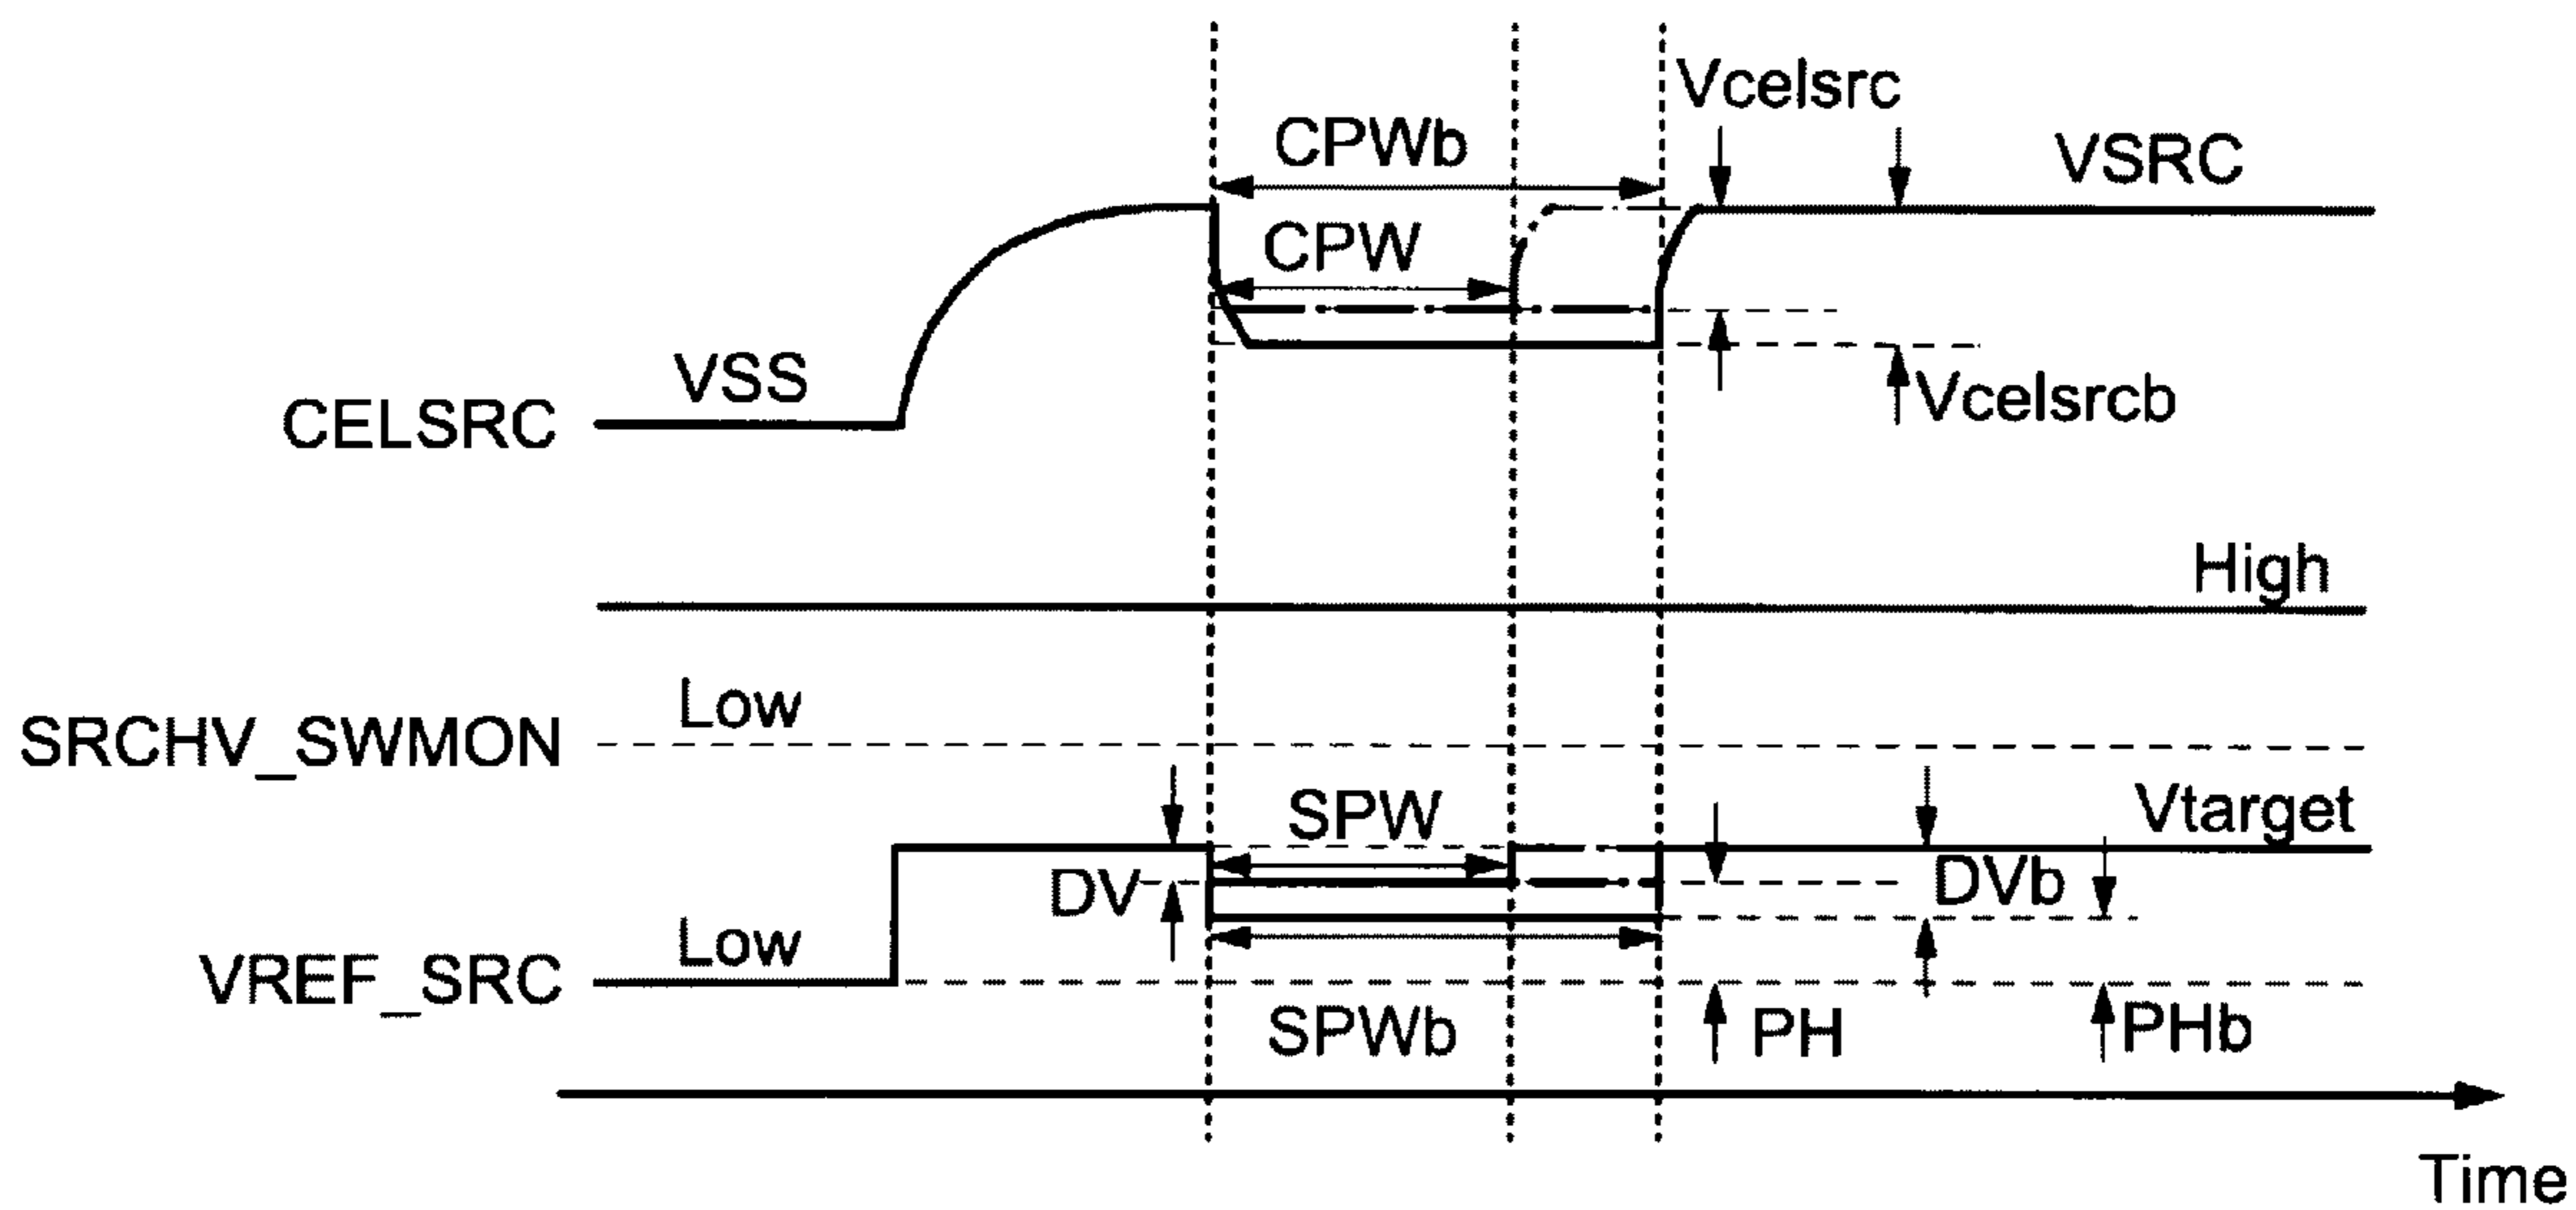 Vcelsrc
CPWb
VSRC
CPW
VSS
CELSRC
Vcelsrcb
High
Low
SRCHV_SWMON
SPW
Vtarget
DV
DVb
Low
VREF_SRC
SPWb
PH
PHb
Time